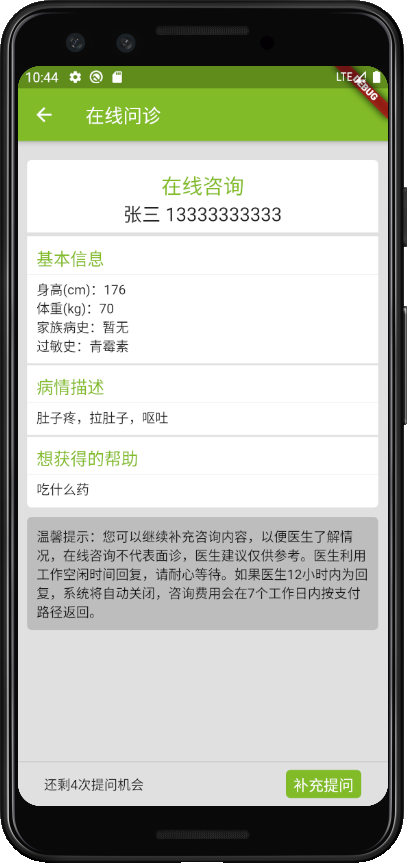 10:44
LTE
DEBUG
在线问诊
在线咨询
张三 13333333333
基本信息
身高(cm)：176
体重(kg)：70
家族病史：暂无
过敏史：青霉素
病情描述
肚子疼，拉肚子，呕吐
想获得的帮助
吃什么药
温馨提示：您可以继续补充咨询内容，以便医生了解情
况，在线咨询不代表面诊，医生建议仅供参考。医生利用
工作空闲时间回复，请耐心等待。如果医生12小时内为回
复，系统将自动关闭，咨询费用会在7个工作日内按支付
路径返回。
还剩4次提问机会
补充提问